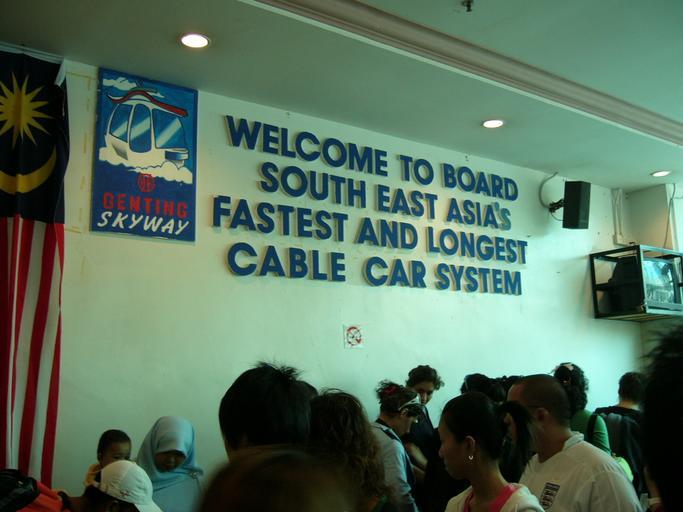 WELCOME TO BOARD
SOUTH EAST ASIA'S
FASTEST AND LONGEST
CABLE CAR SYSTEM
GENTING
SKYWAY